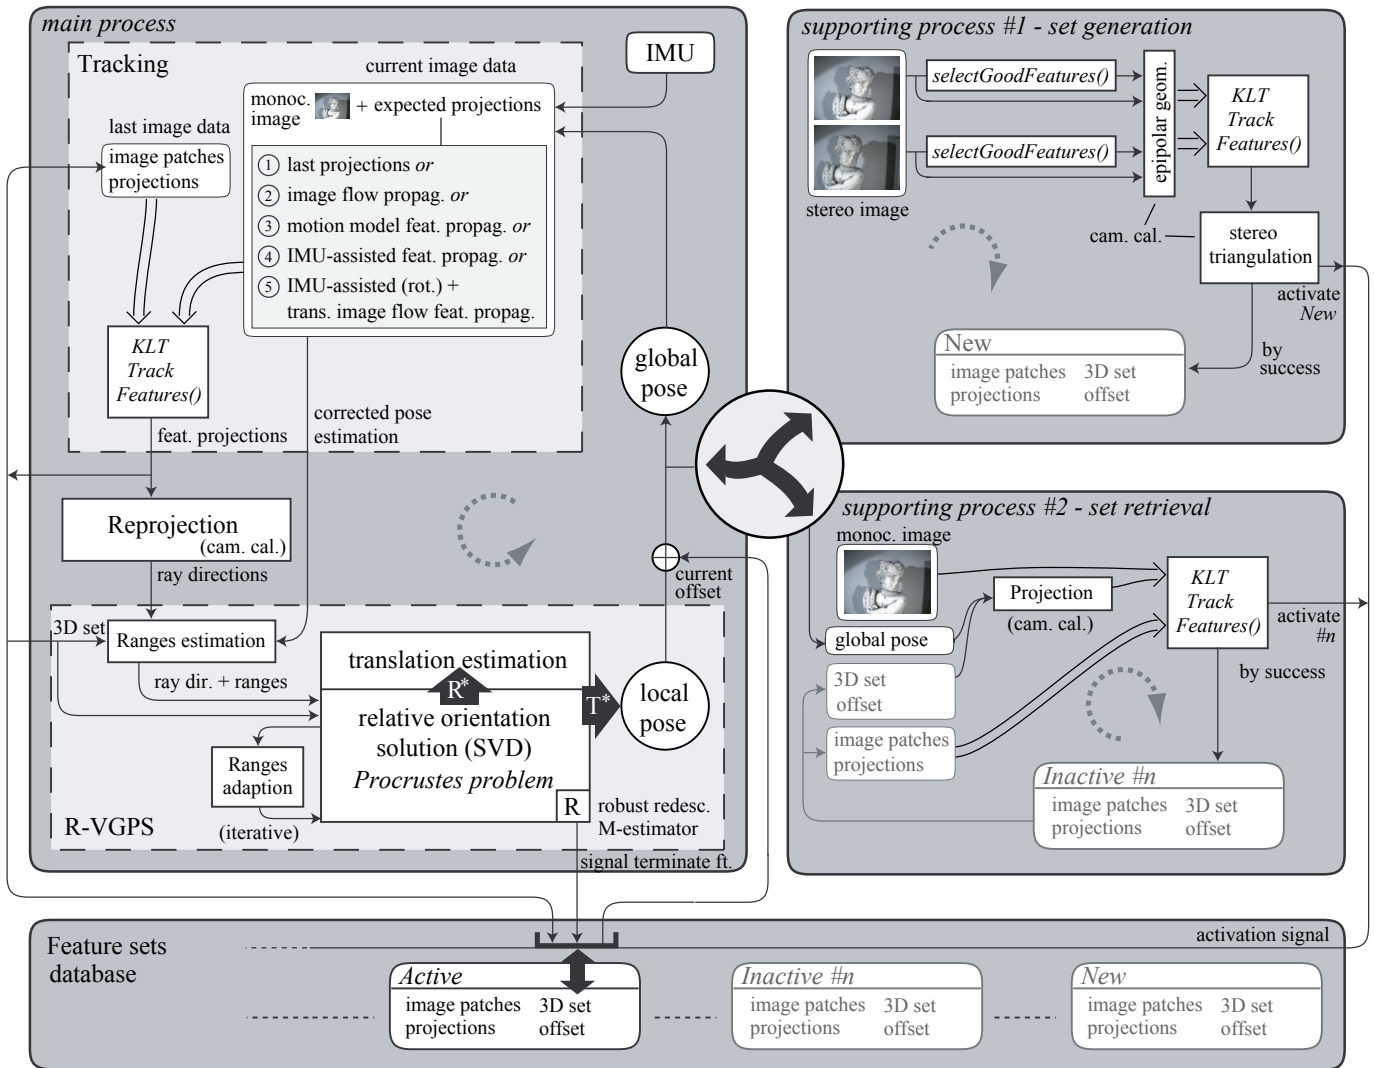 main process
Tracking
IMU
current image data
monoc. image + expected projections
last image data
image patches
projections
1 last projections or
2 image flow propag. or
3 motion model feat. propag. or
4 IMU-assisted feat. propag. or
5 IMU-assisted (rot.) +
trans. image flow feat. propag.
KLT
Track
Features()
feat. projections
corrected pose
estimation
global
pose
Reprojection
(cam. cal.)
ray directions
current
offset
3D set
Ranges estimation
ray dir. + ranges
translation estimation
R*
T*
relative orientation
solution (SVD)
Procrustes problem
R
local
pose
Ranges
adaption
(iterative)
R-VGPS
robust redesc.
M-estimator
signal terminate ft.
supporting process #1 - set generation
selectGoodFeatures()
selectGoodFeatures()
epipolar geom.
KLT
Track
Features()
stereo image
cam. cal.
stereo
triangulation
activate
New
by
success
New
image patches
projections
3D set
offset
supporting process #2 - set retrieval
monoc. image
Projection
(cam. cal.)
KLT
Track
Features()
global pose
activate
#n
by success
3D set
offset
image patches
projections
Inactive #n
image patches
projections
3D set
offset
Feature sets
database
activation signal
Active
image patches
projections
3D set
offset
Inactive #n
image patches
projections
3D set
offset
New
image patches
projections
3D set
offset